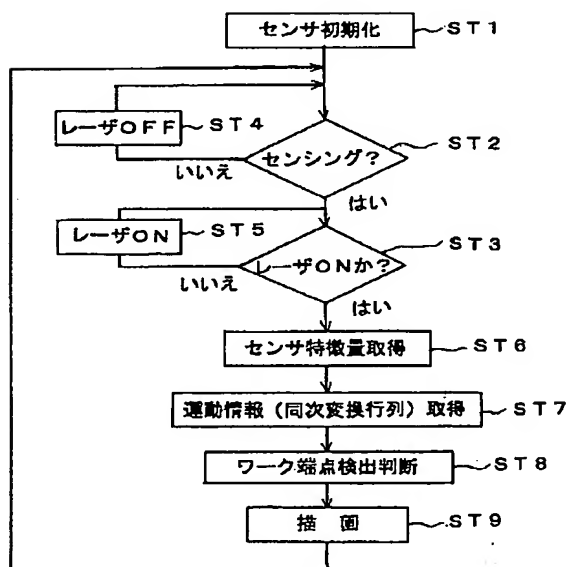 センサ初期化 ST1
レーザOFF ST4
センシング? ST2
いいえ
はい
レーザON ST5
レーザONか? ST3
いいえ
はい
センサ特徴量取得 ST6
運動情報(同次変換行列)取得 ST7
ワーク端点検出判断 ST8
描画 ST9